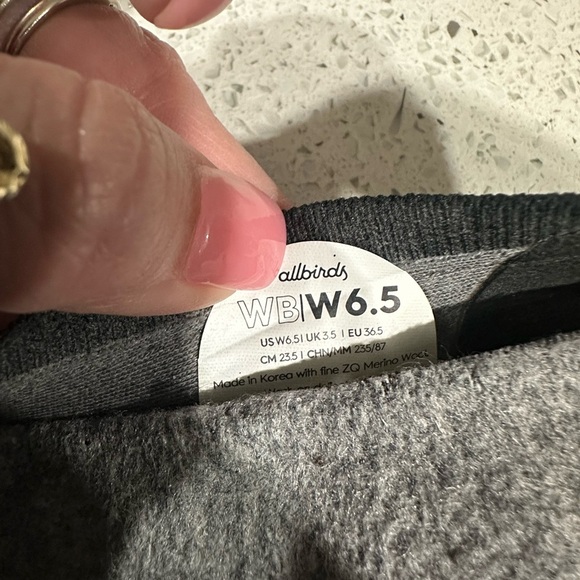 allbirds
WB|W6.5
US W6.5 | UK 3.5 | EU 36.5
CM 23.5 | CHN/MM 235/87
Made in Korea with fine ZQ Merino Wool